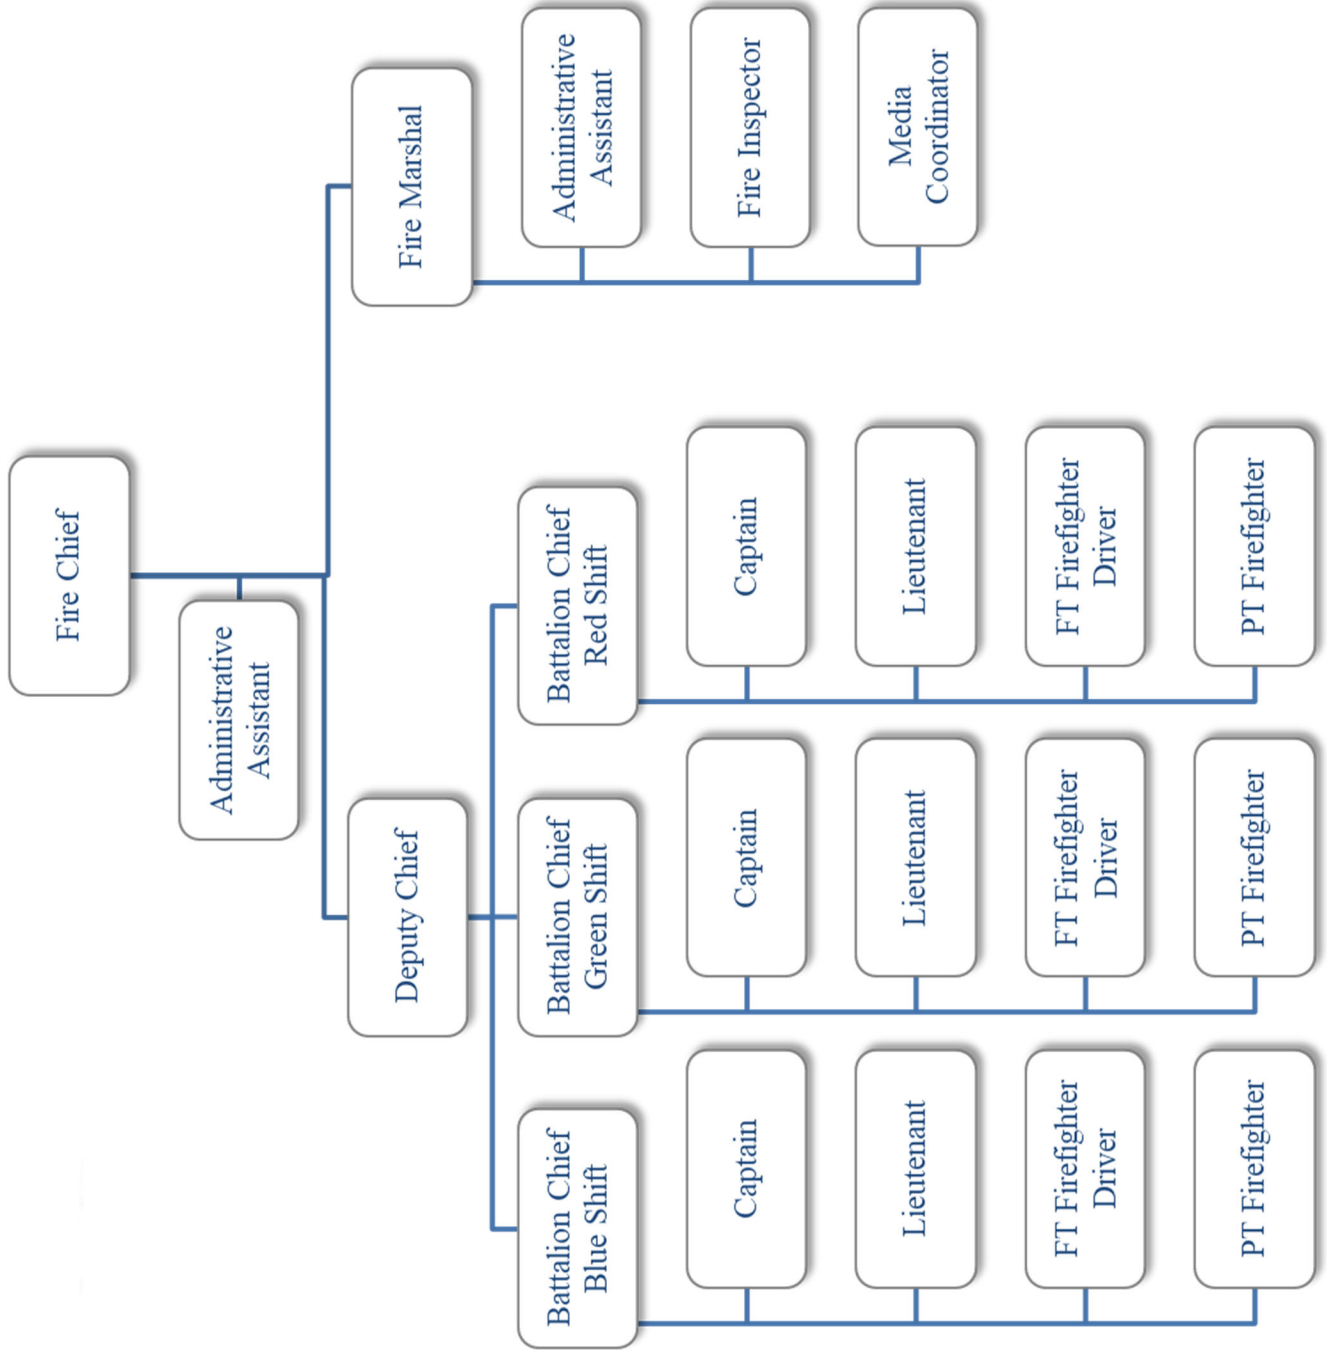 Fire Chief
Administrative
Assistant
Deputy Chief
Fire Marshal
Battalion Chief
Blue Shift
Captain
Lieutenant
FT Firefighter
Driver
PT Firefighter
Battalion Chief
Green Shift
Captain
Lieutenant
FT Firefighter
Driver
PT Firefighter
Battalion Chief
Red Shift
Captain
Lieutenant
FT Firefighter
Driver
PT Firefighter
Administrative
Assistant
Fire Inspector
Media
Coordinator